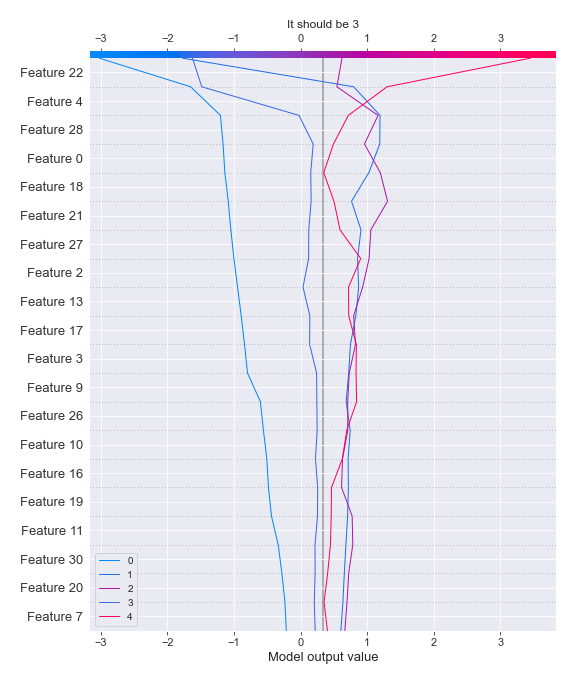 It should be 3
−3 −2 −1 0 1 2 3
Feature 22
Feature 4
Feature 28
Feature 0
Feature 18
Feature 21
Feature 27
Feature 2
Feature 13
Feature 17
Feature 3
Feature 9
Feature 26
Feature 10
Feature 16
Feature 19
Feature 11
Feature 30
Feature 20
Feature 7
0
1
2
3
4
−3 −2 −1 0 1 2 3
Model output value